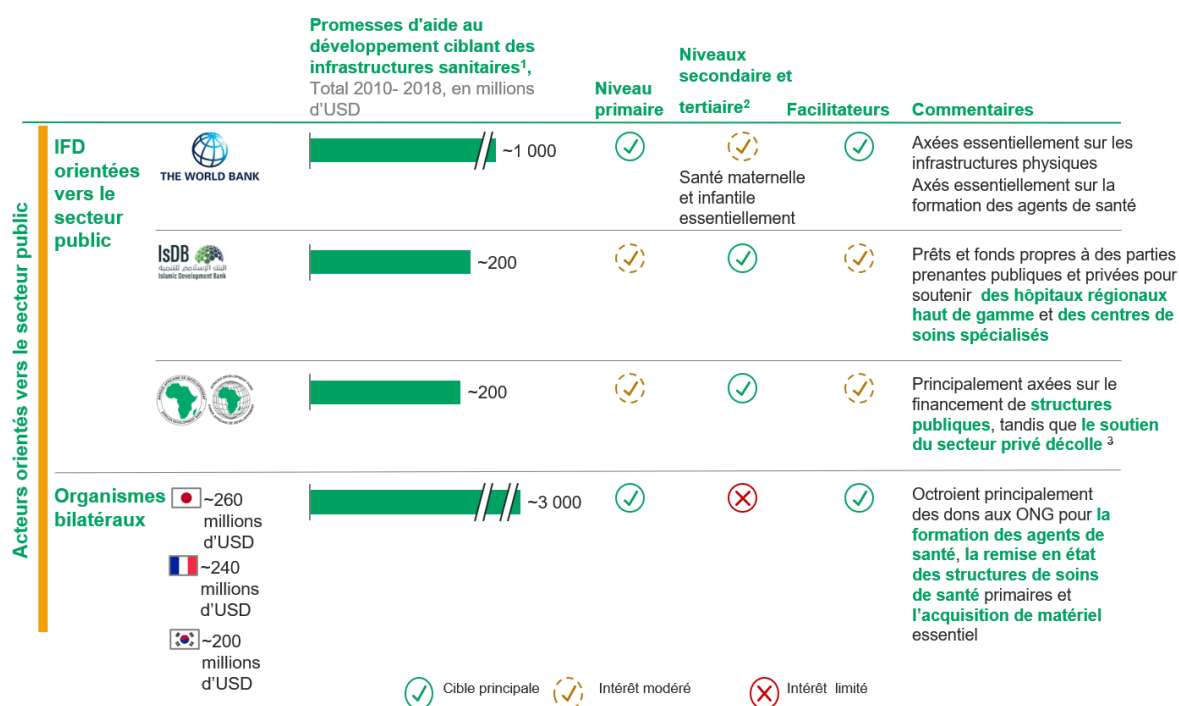 Promesses d'aide au
développement ciblant des
infrastructures sanitaires¹,
Total 2010- 2018, en millions
d'USD
Niveau
primaire
Niveaux
secondaire et
tertiaire²
Facilitateurs
Commentaires
Acteurs orientés vers le secteur public
IFD
orientées
vers le
secteur
public
THE WORLD BANK
~1 000
Santé maternelle
et infantile
essentiellement
Axées essentiellement sur les
infrastructures physiques
Axés essentiellement sur la
formation des agents de santé
IsDB
البنك الإسلامي للتنمية
Islamic Development Bank
~200
Prêts et fonds propres à des parties
prenantes publiques et privées pour
soutenir des hôpitaux régionaux
haut de gamme et des centres de
soins spécialisés
~200
Principalement axées sur le
financement de structures
publiques, tandis que le soutien
du secteur privé décolle ³
Organismes
bilatéraux
~260
millions
d'USD
~240
millions
d'USD
~200
millions
d'USD
~3 000
Octroient principalement
des dons aux ONG pour la
formation des agents de
santé, la remise en état
des structures de soins
de santé primaires et
l'acquisition de matériel
essentiel
Cible principale
Intérêt modéré
Intérêt limité